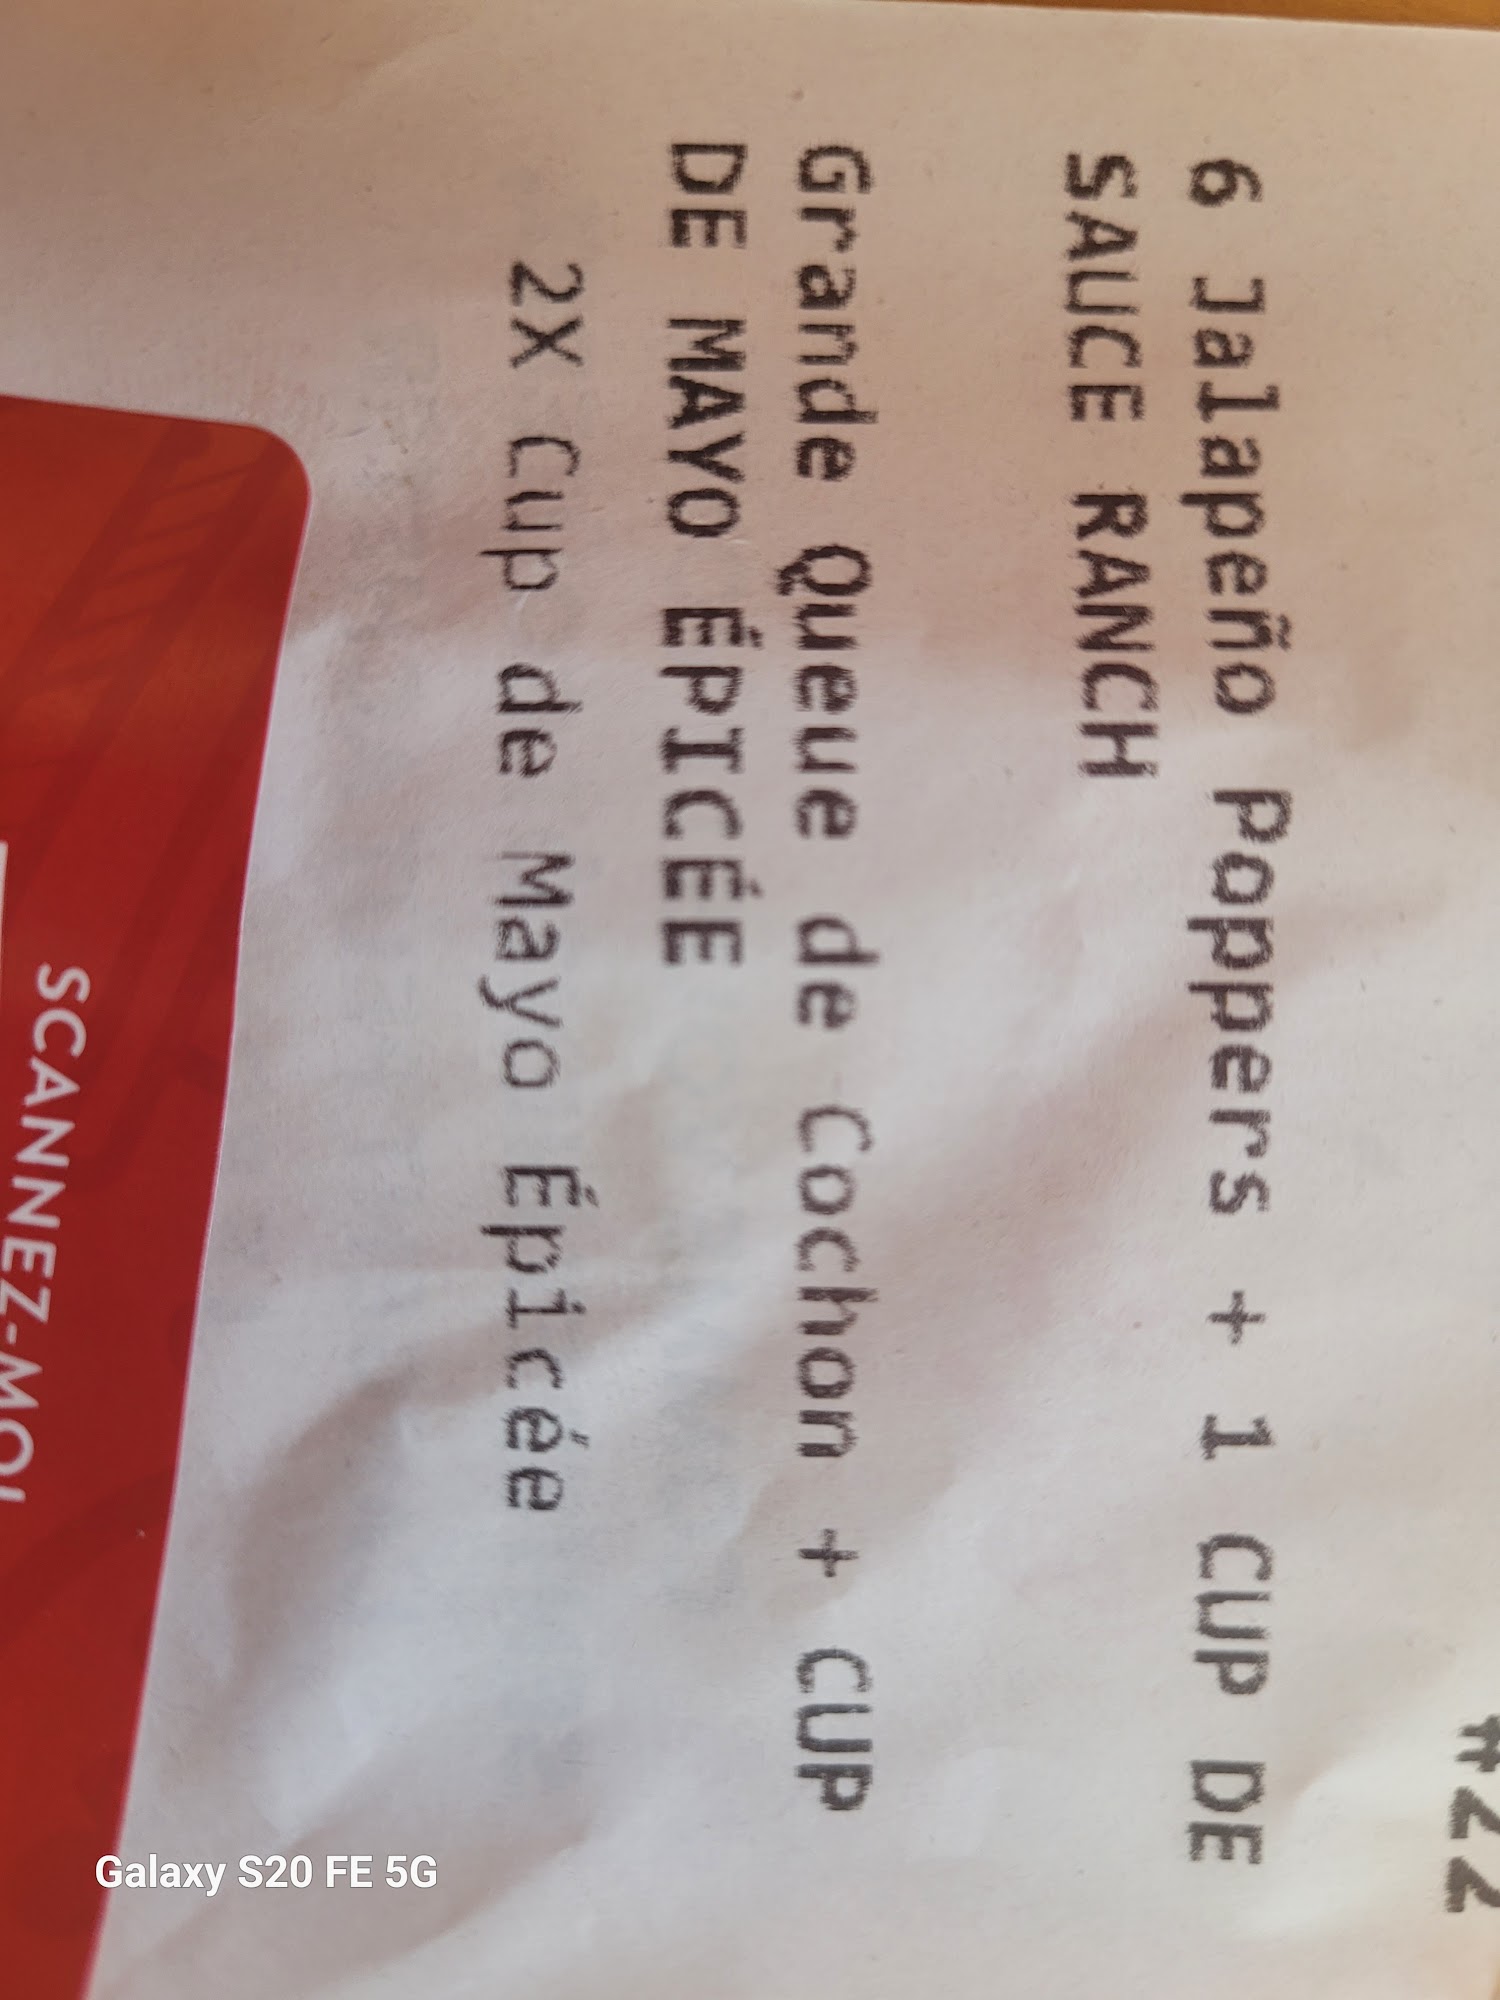 #22
6 Jalapeño Poppers + 1 CUP DE
SAUCE RANCH
Grande Queue de Cochon + CUP
DE MAYO ÉPICÉE
2X Cup de Mayo Épicée
SCANNEZ-MOI
Galaxy S20 FE 5G